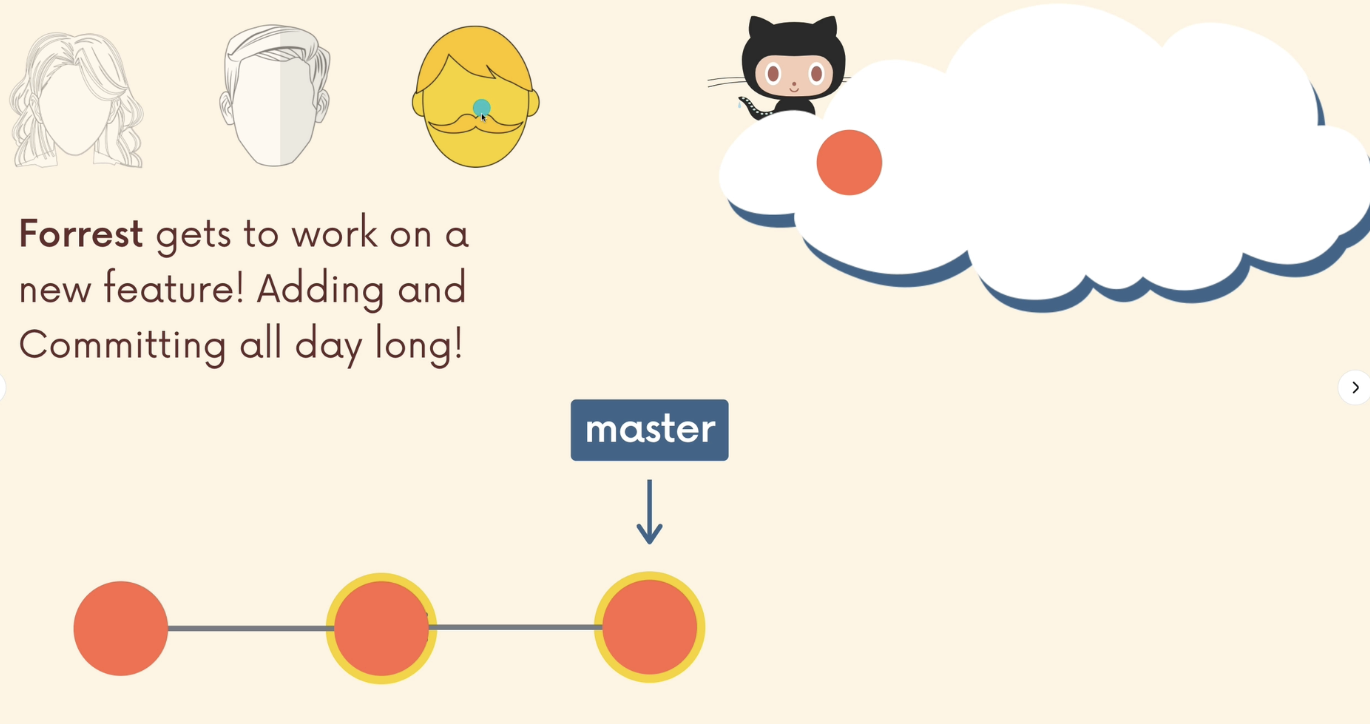 Forrest gets to work on a
new feature! Adding and
Committing all day long!
master